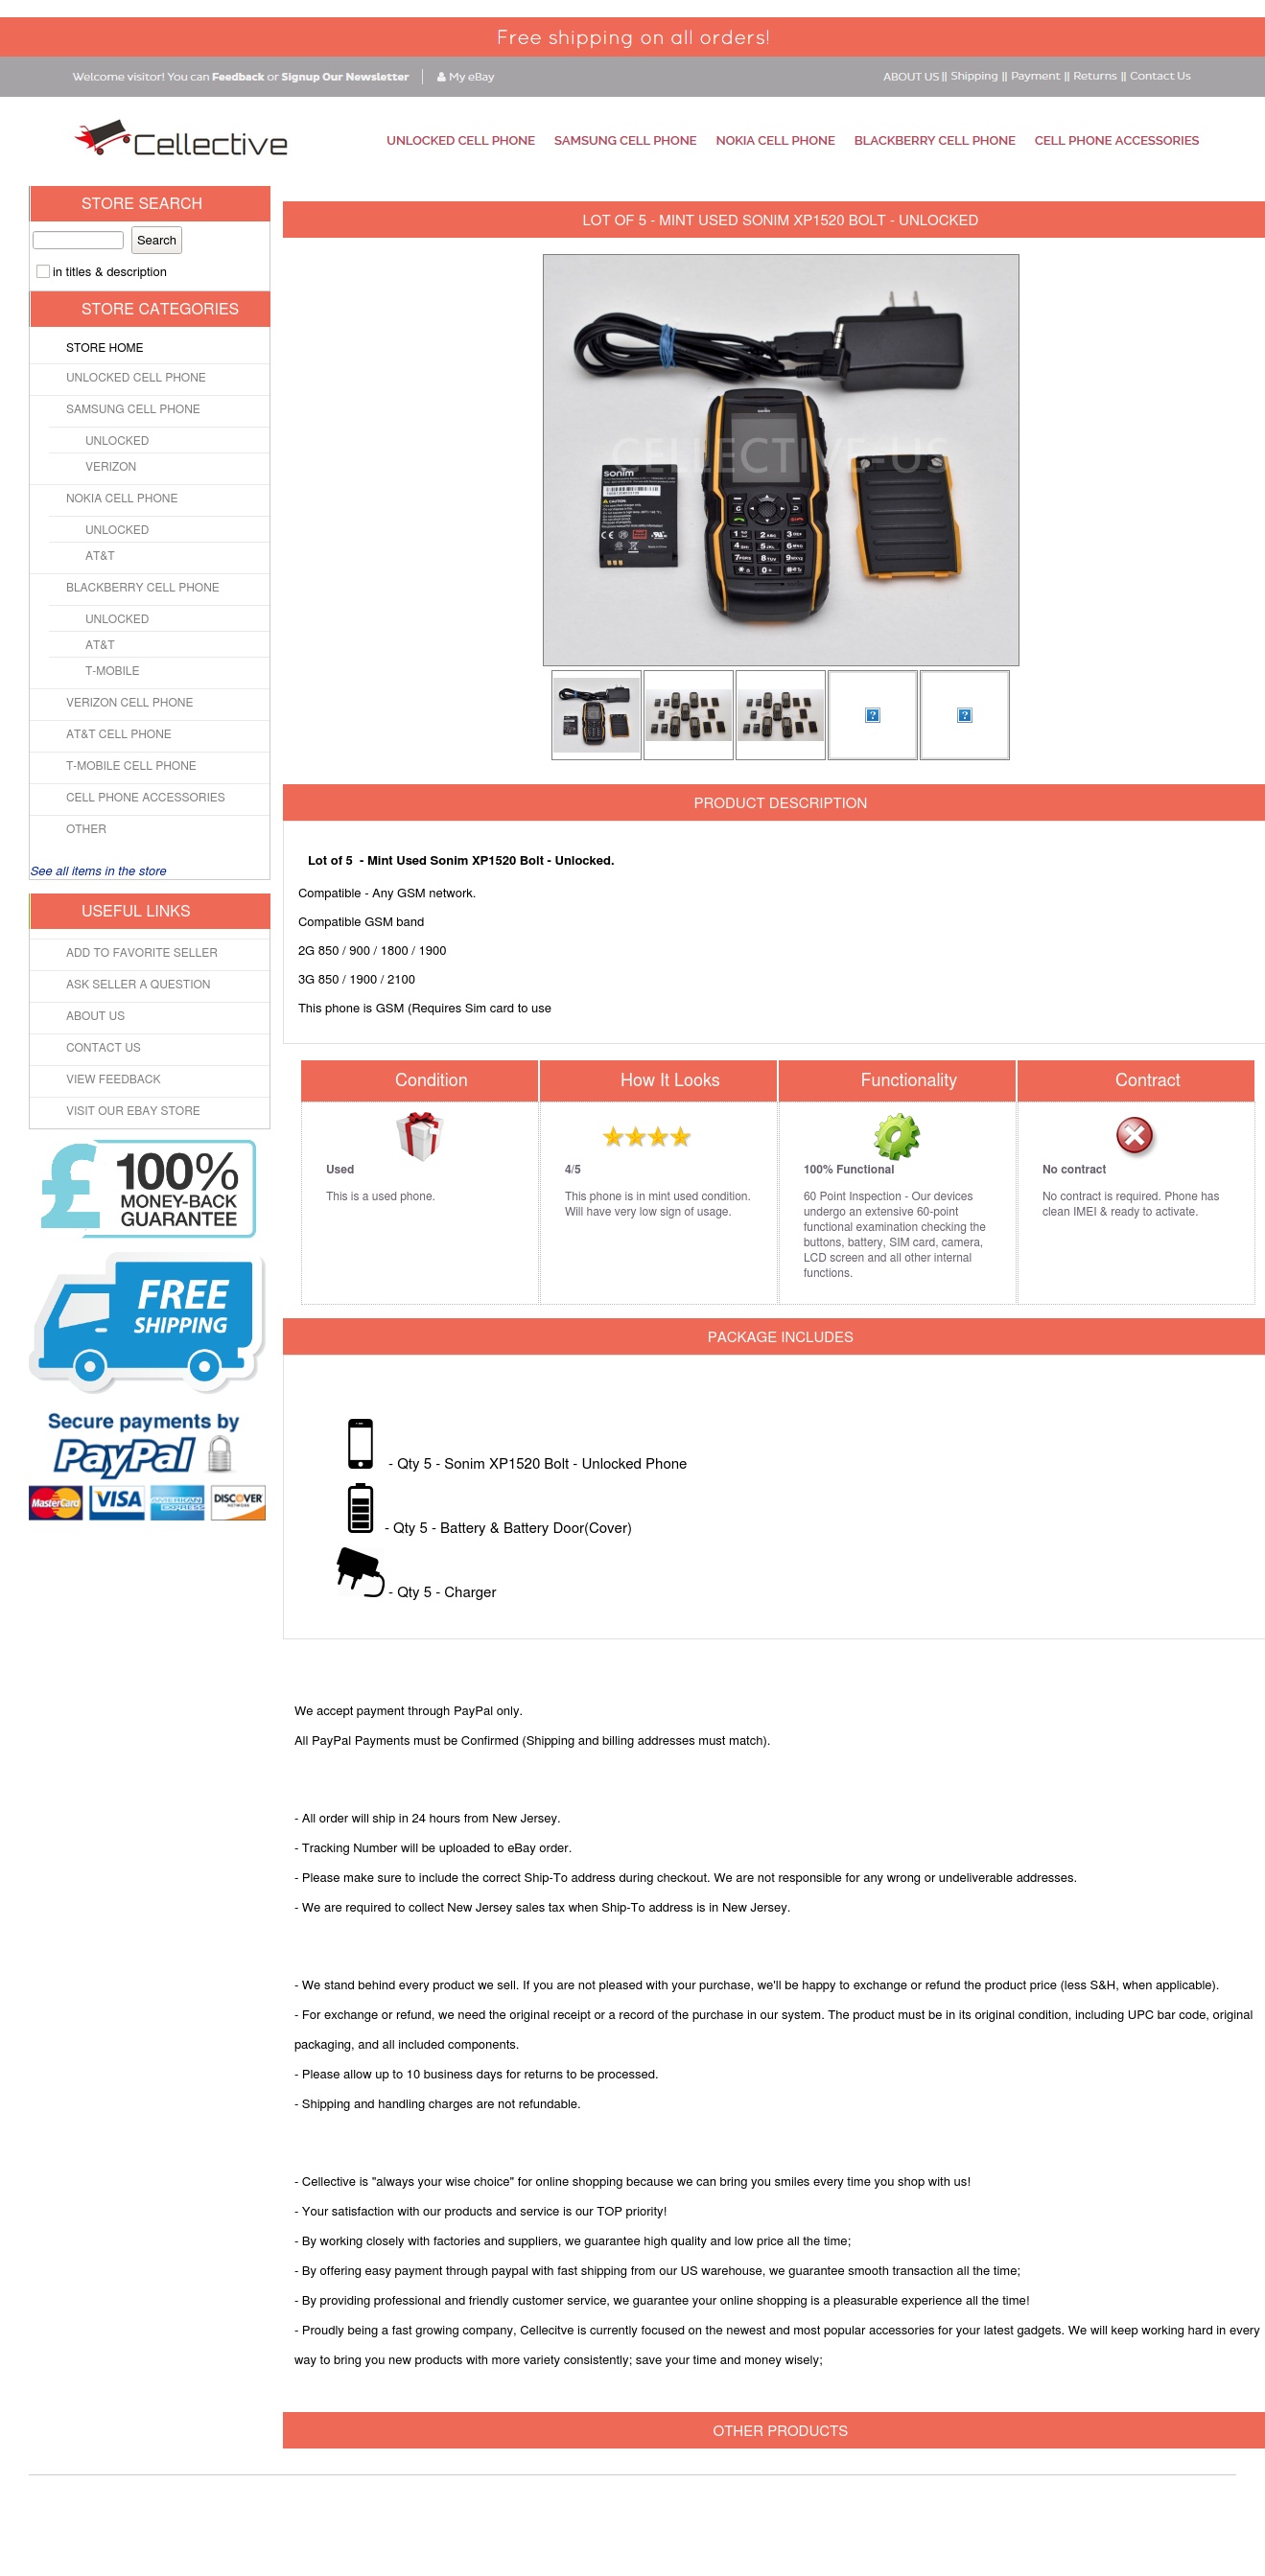 Free shipping on all orders!
Welcome visitor! You can Feedback or Signup Our Newsletter My eBay
ABOUT US || Shipping || Payment || Returns || Contact Us
Cellective
UNLOCKED CELL PHONE SAMSUNG CELL PHONE NOKIA CELL PHONE BLACKBERRY CELL PHONE CELL PHONE ACCESSORIES
STORE SEARCH
Search
in titles & description
STORE CATEGORIES
STORE HOME
UNLOCKED CELL PHONE
SAMSUNG CELL PHONE
UNLOCKED
VERIZON
NOKIA CELL PHONE
UNLOCKED
AT&T
BLACKBERRY CELL PHONE
UNLOCKED
AT&T
T-MOBILE
VERIZON CELL PHONE
AT&T CELL PHONE
T-MOBILE CELL PHONE
CELL PHONE ACCESSORIES
OTHER
See all items in the store
USEFUL LINKS
ADD TO FAVORITE SELLER
ASK SELLER A QUESTION
ABOUT US
CONTACT US
VIEW FEEDBACK
VISIT OUR EBAY STORE
£ 100%
MONEY-BACK
GUARANTEE
FREE
SHIPPING
Secure payments by
PayPal
MasterCard VISA AMERICAN EXPRESS DISCOVER NETWORK
LOT OF 5 - MINT USED SONIM XP1520 BOLT - UNLOCKED
CELLECTIVE-US
sonim
PRODUCT DESCRIPTION
Lot of 5 - Mint Used Sonim XP1520 Bolt - Unlocked.
Compatible - Any GSM network.
Compatible GSM band
2G 850 / 900 / 1800 / 1900
3G 850 / 1900 / 2100
This phone is GSM (Requires Sim card to use
Condition
Used
This is a used phone.
How It Looks
4/5
This phone is in mint used condition.
Will have very low sign of usage.
Functionality
100% Functional
60 Point Inspection - Our devices
undergo an extensive 60-point
functional examination checking the
buttons, battery, SIM card, camera,
LCD screen and all other internal
functions.
Contract
No contract
No contract is required. Phone has
clean IMEI & ready to activate.
PACKAGE INCLUDES
- Qty 5 - Sonim XP1520 Bolt - Unlocked Phone
- Qty 5 - Battery & Battery Door(Cover)
- Qty 5 - Charger
We accept payment through PayPal only.
All PayPal Payments must be Confirmed (Shipping and billing addresses must match).
- All order will ship in 24 hours from New Jersey.
- Tracking Number will be uploaded to eBay order.
- Please make sure to include the correct Ship-To address during checkout. We are not responsible for any wrong or undeliverable addresses.
- We are required to collect New Jersey sales tax when Ship-To address is in New Jersey.
- We stand behind every product we sell. If you are not pleased with your purchase, we'll be happy to exchange or refund the product price (less S&H, when applicable).
- For exchange or refund, we need the original receipt or a record of the purchase in our system. The product must be in its original condition, including UPC bar code, original
packaging, and all included components.
- Please allow up to 10 business days for returns to be processed.
- Shipping and handling charges are not refundable.
- Cellective is "always your wise choice" for online shopping because we can bring you smiles every time you shop with us!
- Your satisfaction with our products and service is our TOP priority!
- By working closely with factories and suppliers, we guarantee high quality and low price all the time;
- By offering easy payment through paypal with fast shipping from our US warehouse, we guarantee smooth transaction all the time;
- By providing professional and friendly customer service, we guarantee your online shopping is a pleasurable experience all the time!
- Proudly being a fast growing company, Cellecitve is currently focused on the newest and most popular accessories for your latest gadgets. We will keep working hard in every
way to bring you new products with more variety consistently; save your time and money wisely;
OTHER PRODUCTS